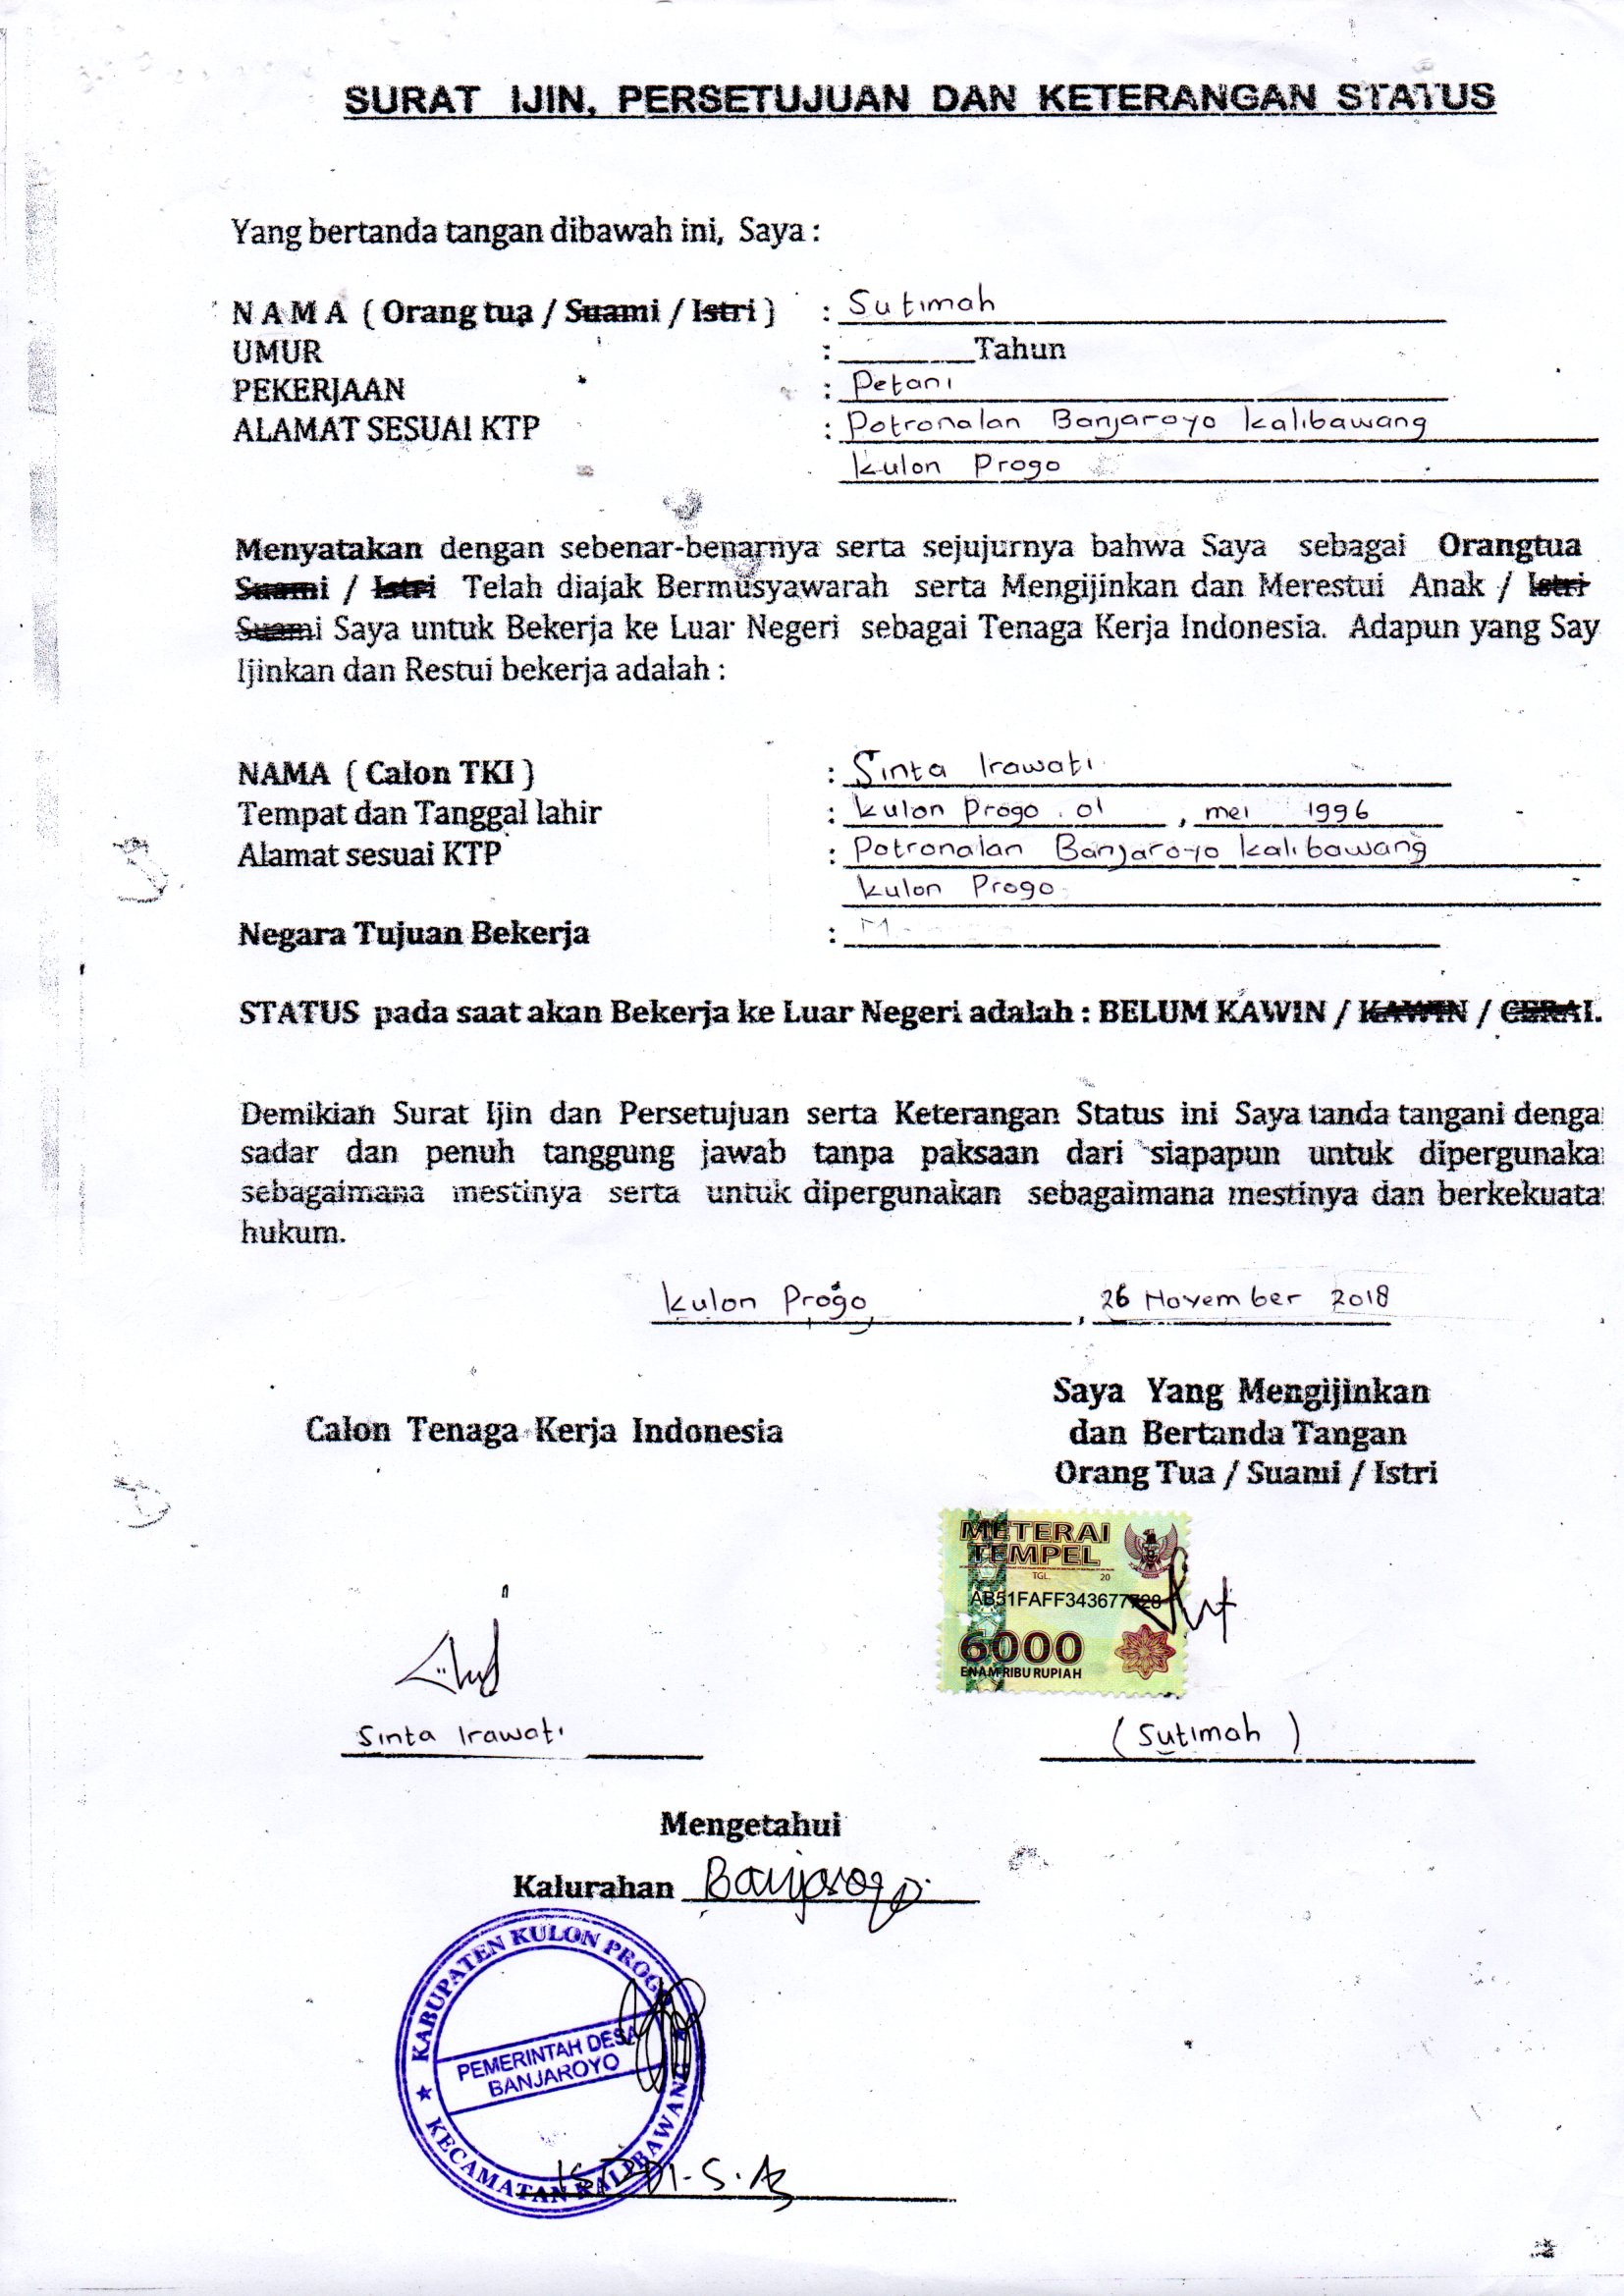 SURAT IJIN, PERSETUJUAN DAN KETERANGAN STATUS
Yang bertanda tangan dibawah ini, Saya :
N A M A ( Orang tua / Suami / Istri ) : Sutimah
UMUR : ________Tahun
PEKERJAAN : Petani
ALAMAT SESUAI KTP : Potronalan Banjaroyo Kalibawang
Kulon Progo
Menyatakan dengan sebenar-benarnya serta sejujurnya bahwa Saya sebagai Orangtua
Suami / Istri Telah diajak Bermusyawarah serta Mengijinkan dan Merestui Anak / Istri
Suami Saya untuk Bekerja ke Luar Negeri sebagai Tenaga Kerja Indonesia. Adapun yang Say
Ijinkan dan Restui bekerja adalah :
NAMA ( Calon TKI ) : Sinta Irawati
Tempat dan Tanggal lahir : Kulon Progo . 01 , mei 1996
Alamat sesuai KTP : Potronalan Banjaroyo Kalibawang
Kulon Progo
Negara Tujuan Bekerja :
STATUS pada saat akan Bekerja ke Luar Negeri adalah : BELUM KAWIN / KAWIN / CERAI.
Demikian Surat Ijin dan Persetujuan serta Keterangan Status ini Saya tanda tangani denga
sadar dan penuh tanggung jawab tanpa paksaan dari siapapun untuk dipergunaka
sebagaimana mestinya serta untuk dipergunakan sebagaimana mestinya dan berkekuata
hukum.
Kulon Progo , 26 November 2018
Saya Yang Mengijinkan
Calon Tenaga Kerja Indonesia dan Bertanda Tangan
Orang Tua / Suami / Istri
METERAI
TEMPEL
TGL. 20
AB51FAFF343677728
6000
ENAM RIBU RUPIAH
Sinta Irawati (Sutimah)
Mengetahui
Kalurahan Banjaroyo
KABUPATEN KULON PROGO
PEMERINTAH DESA
BANJAROYO
KECAMATAN KALIBAWANG